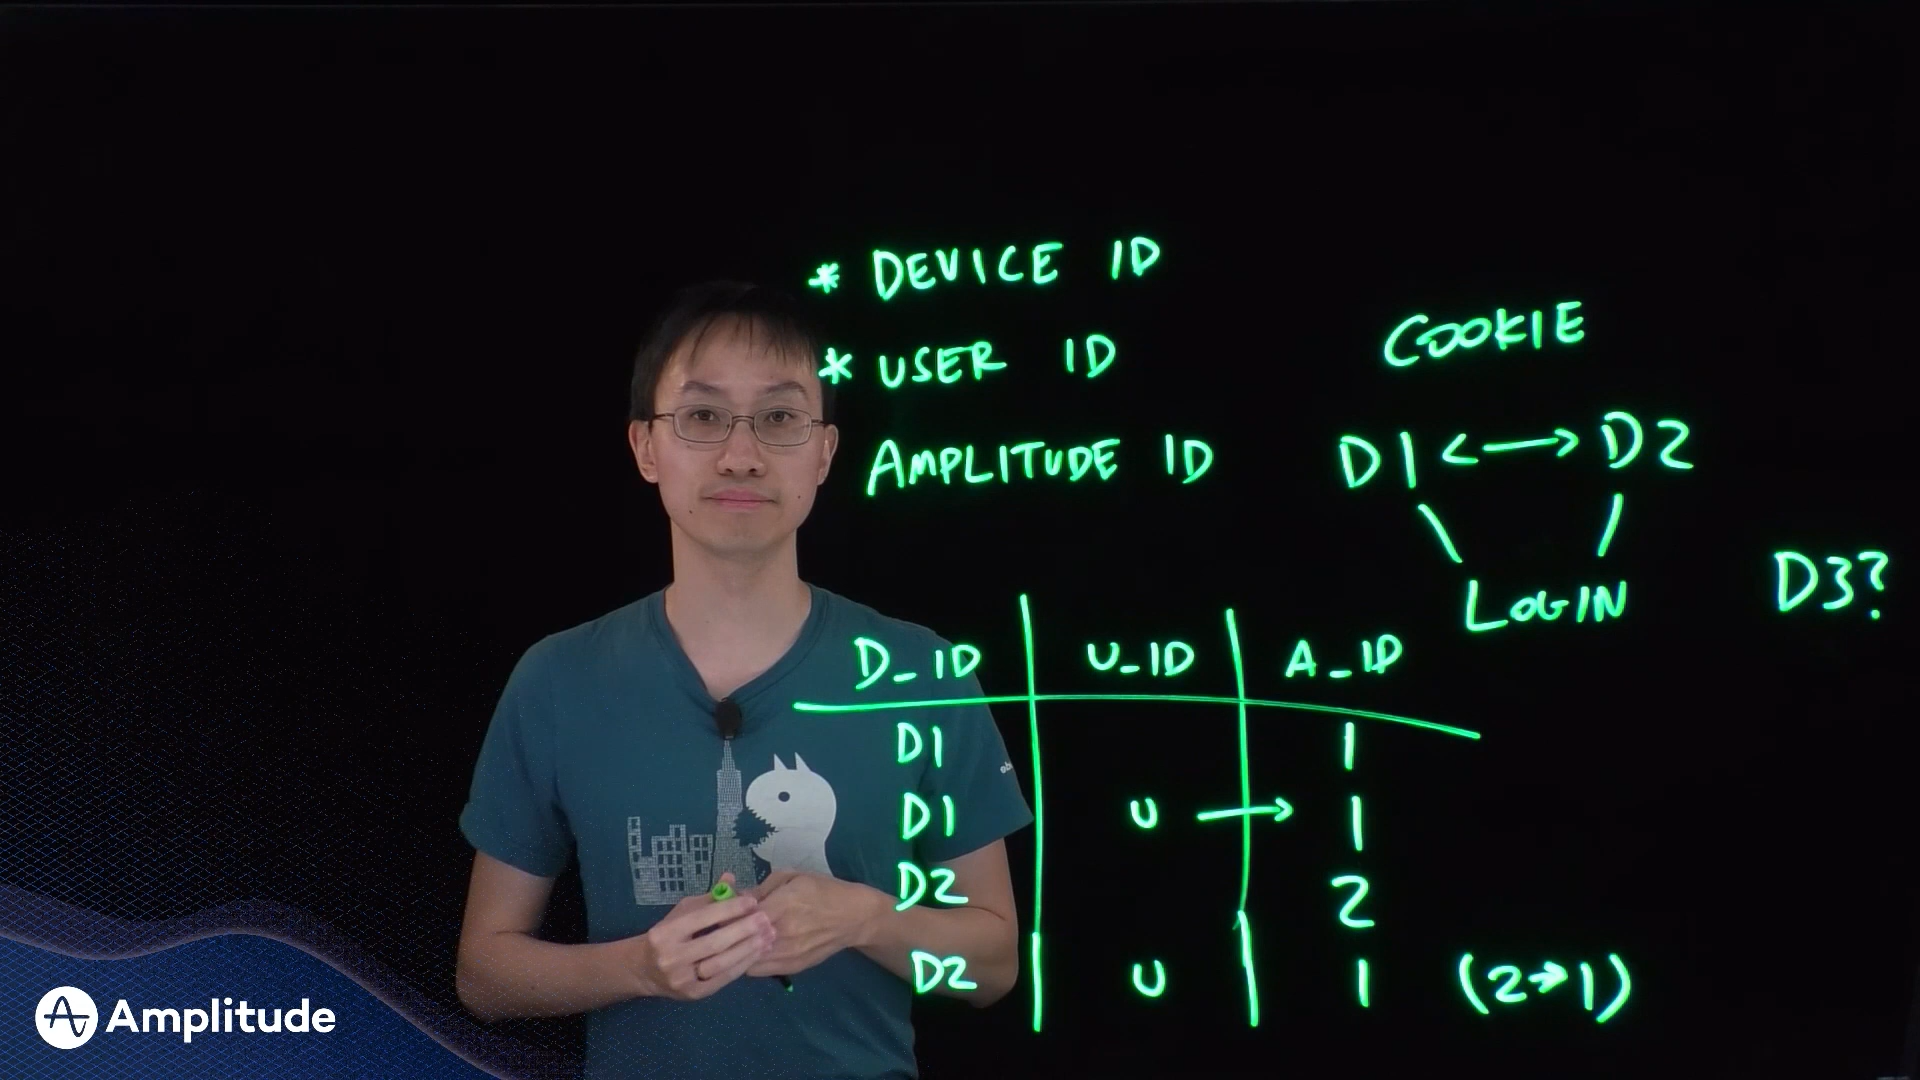 * DEVICE ID
* USER ID
AMPLITUDE ID
COOKIE
D1 <-> D2
LOGIN
D3?
D_ID U_ID A_ID
D1 1
D1 U → 1
D2 2
D2 U 1 (2→1)
Amplitude